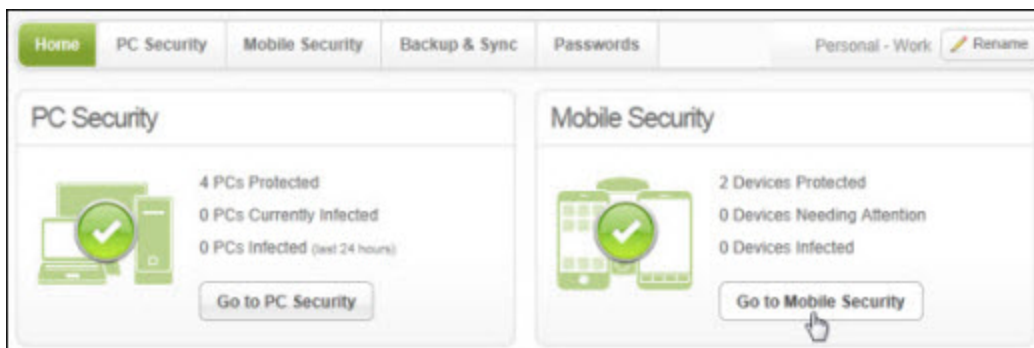 Home PC Security Mobile Security Backup & Sync Passwords Personal - Work Rename
PC Security
4 PCs Protected
0 PCs Currently Infected
0 PCs Infected (last 24 hours)
Go to PC Security
Mobile Security
2 Devices Protected
0 Devices Needing Attention
0 Devices Infected
Go to Mobile Security